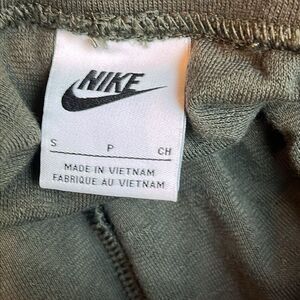 NIKE
S P CH
MADE IN VIETNAM
FABRIQUE AU VIETNAM